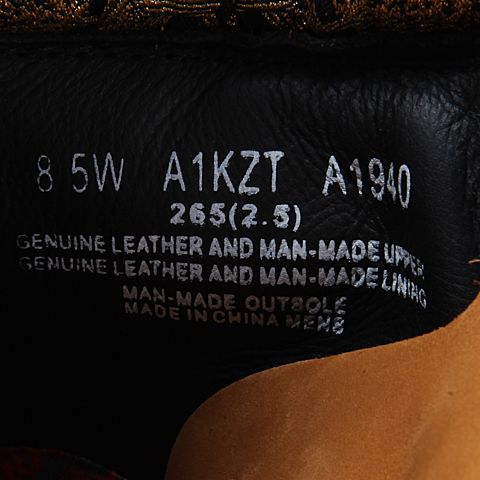 8 5W A1KZT A1940
265(2.5)
GENUINE LEATHER AND MAN-MADE UPPER
GENUINE LEATHER AND MAN-MADE LINING
MAN-MADE OUTSOLE
MADE IN CHINA MENS